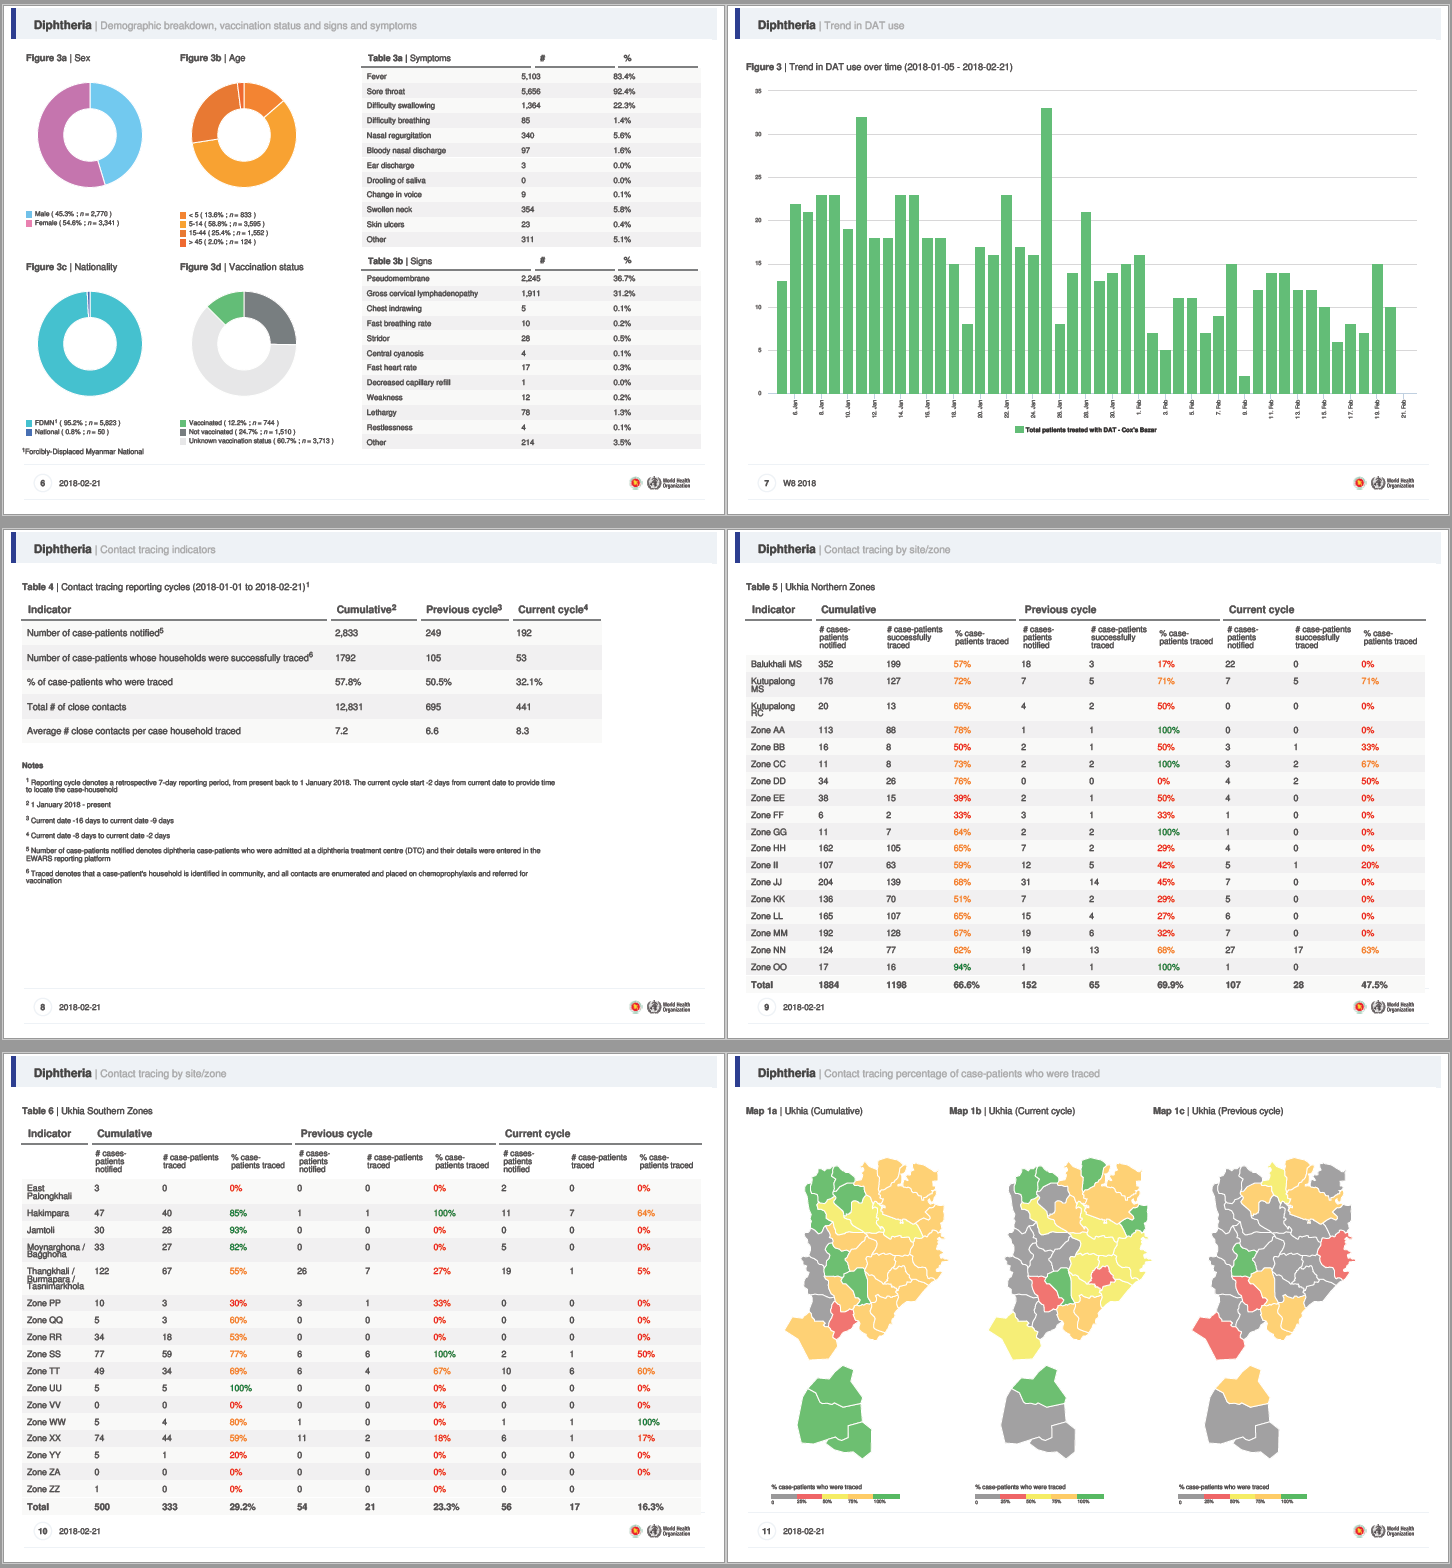 Diphtheria | Demographic breakdown, vaccination status and signs and symptoms
Figure 3a | Sex
Male ( 45.3% ; n = 2,770 )
Female ( 54.6% ; n = 3,341 )
Figure 3b | Age
< 5 ( 13.6% ; n = 833 )
5-14 ( 58.8% ; n = 3,595 )
15-44 ( 25.4% ; n = 1,552 )
> 45 ( 2.0% ; n = 124 )
Figure 3c | Nationality
FDMN¹ ( 95.2% ; n = 5,823 )
National ( 0.8% ; n = 50 )
¹Forcibly-Displaced Myanmar National
Figure 3d | Vaccination status
Vaccinated ( 12.2% ; n = 744 )
Not vaccinated ( 24.7% ; n = 1,510 )
Unknown vaccination status ( 60.7% ; n = 3,713 )
Table 3a | Symptoms # %
Fever 5,103 83.4%
Sore throat 5,656 92.4%
Difficulty swallowing 1,364 22.3%
Difficulty breathing 85 1.4%
Nasal regurgitation 340 5.6%
Bloody nasal discharge 97 1.6%
Ear discharge 3 0.0%
Drooling of saliva 0 0.0%
Change in voice 9 0.1%
Swollen neck 354 5.8%
Skin ulcers 23 0.4%
Other 311 5.1%
Table 3b | Signs # %
Pseudomembrane 2,245 36.7%
Gross cervical lymphadenopathy 1,911 31.2%
Chest indrawing 5 0.1%
Fast breathing rate 10 0.2%
Stridor 28 0.5%
Central cyanosis 4 0.1%
Fast heart rate 17 0.3%
Decreased capillary refill 1 0.0%
Weakness 12 0.2%
Lethargy 78 1.3%
Restlessness 4 0.1%
Other 214 3.5%
6 2018-02-21
World Health
Organization
Diphtheria | Trend in DAT use
Figure 3 | Trend in DAT use over time (2018-01-05 - 2018-02-21)
35
30
25
20
15
10
5
0
6. Jan 8. Jan 10. Jan 12. Jan 14. Jan 16. Jan 18. Jan 20. Jan 22. Jan 24. Jan 26. Jan 28. Jan 30. Jan 1. Feb 3. Feb 5. Feb 7. Feb 9. Feb 11. Feb 13. Feb 15. Feb 17. Feb 19. Feb 21. Feb
Total patients treated with DAT - Cox's Bazar
7 W8 2018
World Health
Organization
Diphtheria | Contact tracing indicators
Table 4 | Contact tracing reporting cycles (2018-01-01 to 2018-02-21)¹
Indicator Cumulative² Previous cycle³ Current cycle⁴
Number of case-patients notified⁵ 2,833 249 192
Number of case-patients whose households were successfully traced⁶ 1792 105 53
% of case-patients who were traced 57.8% 50.5% 32.1%
Total # of close contacts 12,831 695 441
Average # close contacts per case household traced 7.2 6.6 8.3
Notes
¹ Reporting cycle denotes a retrospective 7-day reporting period, from present back to 1 January 2018. The current cycle start -2 days from current date to provide time
to locate the case-household
² 1 January 2018 - present
³ Current date -16 days to current date -9 days
⁴ Current date -8 days to current date -2 days
⁵ Number of case-patients notified denotes diphtheria case-patients who were admitted at a diphtheria treatment centre (DTC) and their details were entered in the
EWARS reporting platform
⁶ Traced denotes that a case-patient's household is identified in community, and all contacts are enumerated and placed on chemoprophylaxis and referred for
vaccination
8 2018-02-21
World Health
Organization
Diphtheria | Contact tracing by site/zone
Table 5 | Ukhia Northern Zones
Indicator Cumulative Previous cycle Current cycle
# cases- # case-patients % case- # cases- # case-patients % case- # cases- # case-patients % case-
patients successfully patients traced patients successfully patients traced patients successfully patients traced
notified traced notified traced notified traced
Balukhali MS 352 199 57% 18 3 17% 22 0 0%
Kutupalong 176 127 72% 7 5 71% 7 5 71%
MS
Kutupalong 20 13 65% 4 2 50% 0 0 0%
RC
Zone AA 113 88 78% 1 1 100% 0 0 0%
Zone BB 16 8 50% 2 1 50% 3 1 33%
Zone CC 11 8 73% 2 2 100% 3 2 67%
Zone DD 34 26 76% 0 0 0% 4 2 50%
Zone EE 38 15 39% 2 1 50% 4 0 0%
Zone FF 6 2 33% 3 1 33% 1 0 0%
Zone GG 11 7 64% 2 2 100% 1 0 0%
Zone HH 162 105 65% 7 2 29% 4 0 0%
Zone II 107 63 59% 12 5 42% 5 1 20%
Zone JJ 204 139 68% 31 14 45% 7 0 0%
Zone KK 136 70 51% 7 2 29% 5 0 0%
Zone LL 165 107 65% 15 4 27% 6 0 0%
Zone MM 192 128 67% 19 6 32% 7 0 0%
Zone NN 124 77 62% 19 13 68% 27 17 63%
Zone OO 17 16 94% 1 1 100% 1 0
Total 1884 1198 66.6% 152 65 69.9% 107 28 47.5%
9 2018-02-21
World Health
Organization
Diphtheria | Contact tracing by site/zone
Table 6 | Ukhia Southern Zones
Indicator Cumulative Previous cycle Current cycle
# cases- # case-patients % case- # cases- # case-patients % case- # cases- # case-patients % case-
patients traced patients traced patients traced patients traced patients traced patients traced
notified notified notified
East 3 0 0% 0 0 0% 2 0 0%
Palongkhali
Hakimpara 47 40 85% 1 1 100% 11 7 64%
Jamtoli 30 28 93% 0 0 0% 0 0 0%
Moynarghona / 33 27 82% 0 0 0% 5 0 0%
Bagghona
Thangkhali / 122 67 55% 26 7 27% 19 1 5%
Burmapara /
Tasnimarkhola
Zone PP 10 3 30% 3 1 33% 0 0 0%
Zone QQ 5 3 60% 0 0 0% 0 0 0%
Zone RR 34 18 53% 0 0 0% 0 0 0%
Zone SS 77 59 77% 6 6 100% 2 1 50%
Zone TT 49 34 69% 6 4 67% 10 6 60%
Zone UU 5 5 100% 0 0 0% 0 0 0%
Zone VV 0 0 0% 0 0 0% 0 0 0%
Zone WW 5 4 80% 1 0 0% 1 1 100%
Zone XX 74 44 59% 11 2 18% 6 1 17%
Zone YY 5 1 20% 0 0 0% 0 0 0%
Zone ZA 0 0 0% 0 0 0% 0 0 0%
Zone ZZ 1 0 0% 0 0 0% 0 0
Total 500 333 29.2% 54 21 23.3% 56 17 16.3%
10 2018-02-21
World Health
Organization
Diphtheria | Contact tracing percentage of case-patients who were traced
Map 1a | Ukhia (Cumulative) Map 1b | Ukhia (Current cycle) Map 1c | Ukhia (Previous cycle)
% case-patients who were traced % case-patients who were traced % case-patients who were traced
0 25% 50% 75% 100% 0 25% 50% 75% 100% 0 25% 50% 75% 100%
11 2018-02-21
World Health
Organization